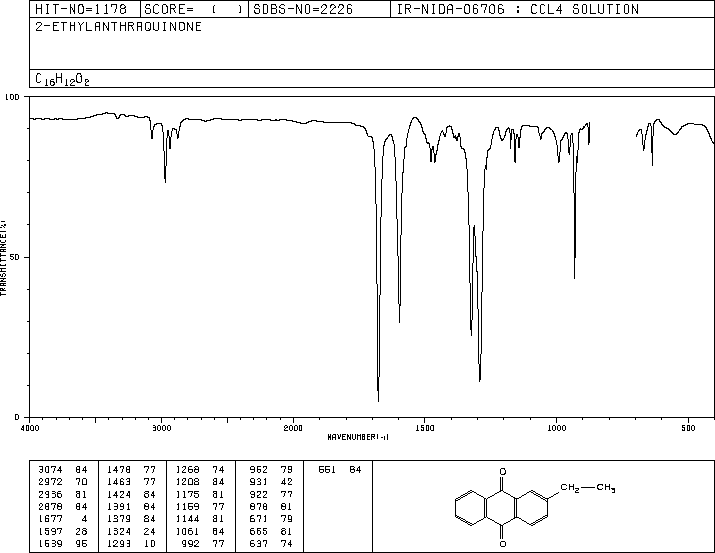 HIT-NO=1178 SCORE= ( ) SDBS-NO=2226 IR-NIDA-06706 : CCL4 SOLUTION
2-ETHYLANTHRAQUINONE
C16H12O2
100
50
0
TRANSMITTANCE(%)
4000 3000 2000 1500 1000 500
WAVENUMBER(-1)
3074 84 1478 77 1268 74 952 79 551 84
2972 70 1463 77 1208 84 931 42
2936 81 1424 84 1175 81 922 77
2878 84 1391 84 1159 77 878 81
1677 4 1379 84 1144 81 671 79
1597 28 1324 24 1061 84 655 81
1539 95 1293 10 992 77 637 74
O
CH2 CH3
O